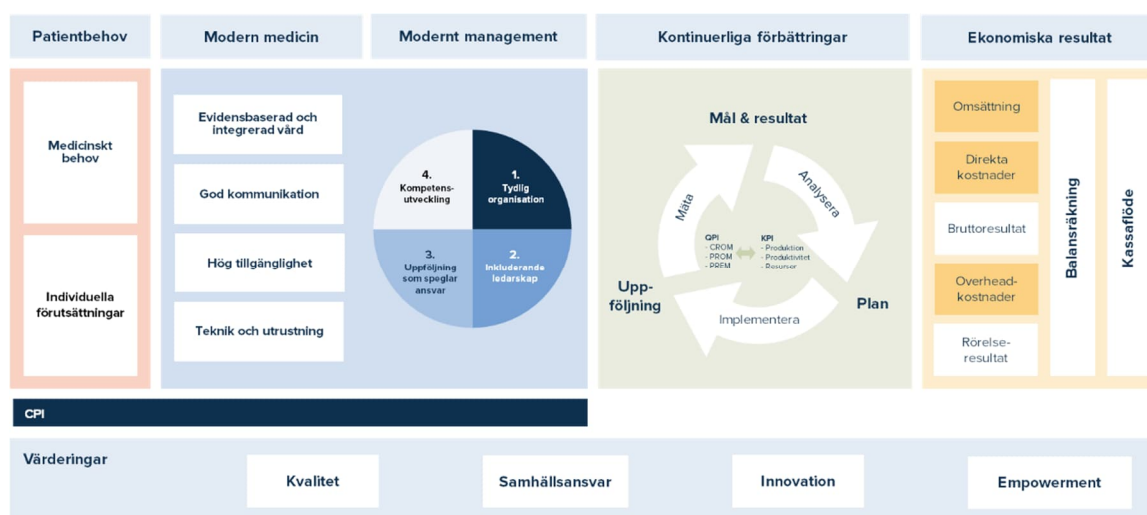 Patientbehov
Modern medicin
Modernt management
Kontinuerliga förbättringar
Ekonomiska resultat
Medicinskt
behov
Individuella
förutsättningar
Evidensbaserad och
integrerad vård
God kommunikation
Hög tillgänglighet
Teknik och utrustning
1.
Tydlig
organisation
2.
Inkluderande
ledarskap
3.
Uppföljning
som speglar
ansvar
4.
Kompetens-
utveckling
Mål & resultat
Analysera
Plan
Implementera
Upp-
följning
Mäta
QPI
- CROM
- PROM
- PREM
KPI
- Produktion
- Produktivitet
- Resurser
Omsättning
Direkta
kostnader
Bruttoresultat
Overhead-
kostnader
Rörelse-
resultat
Balansräkning
Kassaflöde
CPI
Värderingar
Kvalitet
Samhällsansvar
Innovation
Empowerment